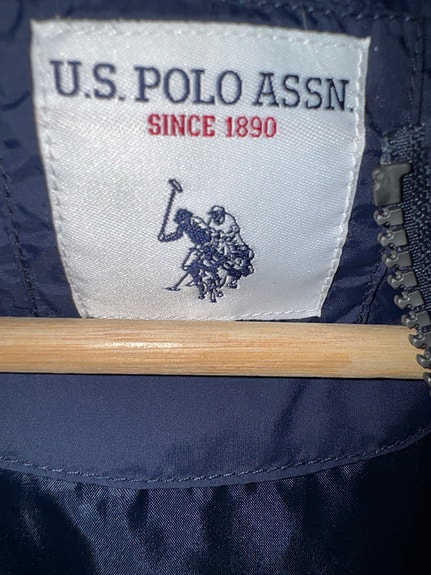 U.S. POLO ASSN.
SINCE 1890